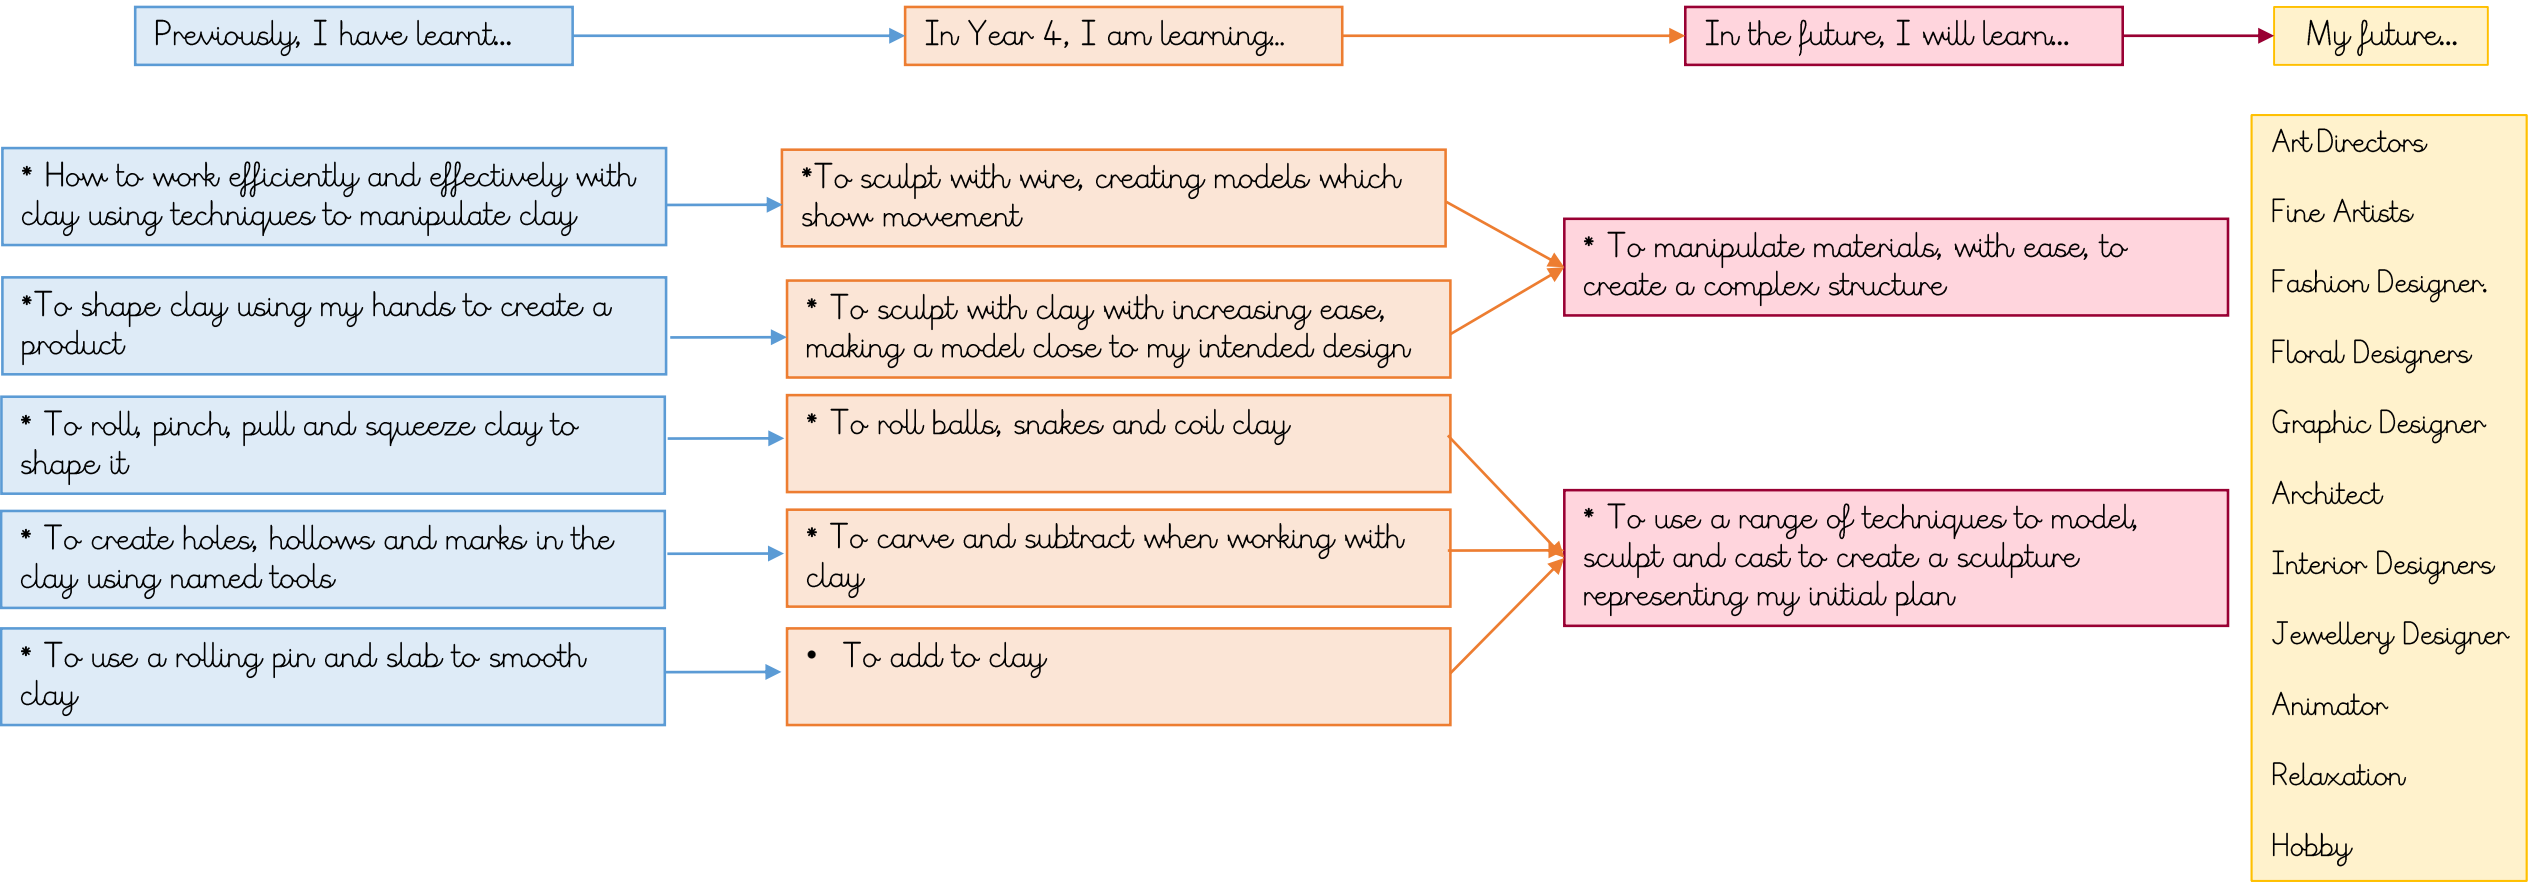 Previously, I have learnt...
In Year 4, I am learning...
In the future, I will learn...
My future...
* How to work efficiently and effectively with
clay using techniques to manipulate clay
*To shape clay using my hands to create a
product
* To roll, pinch, pull and squeeze clay to
shape it
* To create holes, hollows and marks in the
clay using named tools
* To use a rolling pin and slab to smooth
clay
*To sculpt with wire, creating models which
show movement
* To sculpt with clay with increasing ease,
making a model close to my intended design
* To roll balls, snakes and coil clay
* To carve and subtract when working with
clay
• To add to clay
* To manipulate materials, with ease, to
create a complex structure
* To use a range of techniques to model,
sculpt and cast to create a sculpture
representing my initial plan
Art Directors
Fine Artists
Fashion Designer.
Floral Designers
Graphic Designer
Architect
Interior Designers
Jewellery Designer
Animator
Relaxation
Hobby